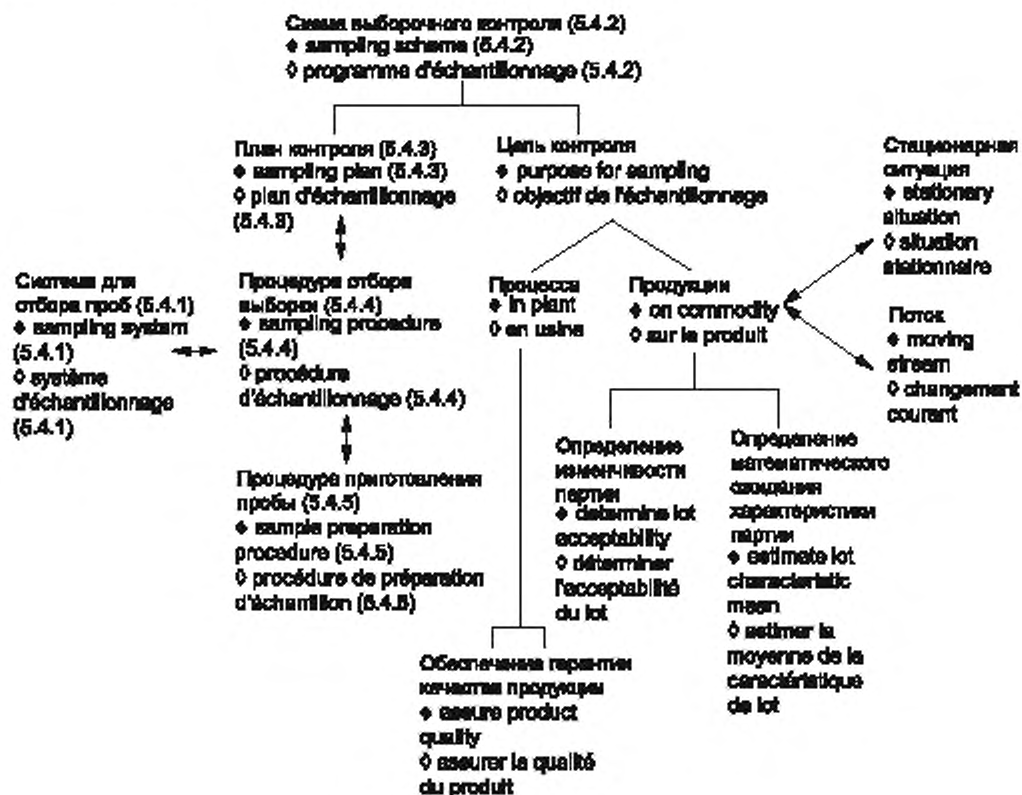 Схема выборочного контроля (5.4.2)
♦ sampling scheme (5.4.2)
◊ programme d'échantillonnage (5.4.2)
План контроля (5.4.3)
♦ sampling plan (5.4.3)
◊ plan d'échantillonnage
(5.4.3)
Цель контроля
♦ purpose for sampling
◊ objectif de l'échantillonnage
Стационарная
ситуация
♦ stationary
situation
◊ situation
stationnaire
Система для
отбора проб (5.4.1)
♦ sampling system
(5.4.1)
◊ système
d'échantillonnage
(5.4.1)
Процедура отбора
выборки (5.4.4)
♦ sampling procedure
(5.4.4)
◊ procédure
d'échantillonnage (5.4.4)
Процесса
♦ in plant
◊ en usine
Продукции
♦ on commodity
◊ sur le produit
Поток
♦ moving
stream
◊ changement
courant
Процедура приготовления
пробы (5.4.5)
♦ sample preparation
procedure (5.4.5)
◊ procédure de préparation
d'échantillion (5.4.5)
Определение
изменчивости
партии
♦ determine lot
acceptability
◊ déterminer
l'acceptabilité
du lot
Определение
математического
ожидания
характеристики
партии
♦ estimate lot
characteristic
mean
◊ estimer la
moyenne de la
caractéristique
de lot
Обеспечение гарантии
качества продукции
♦ assure product
quality
◊ assurer la qualité
du produit